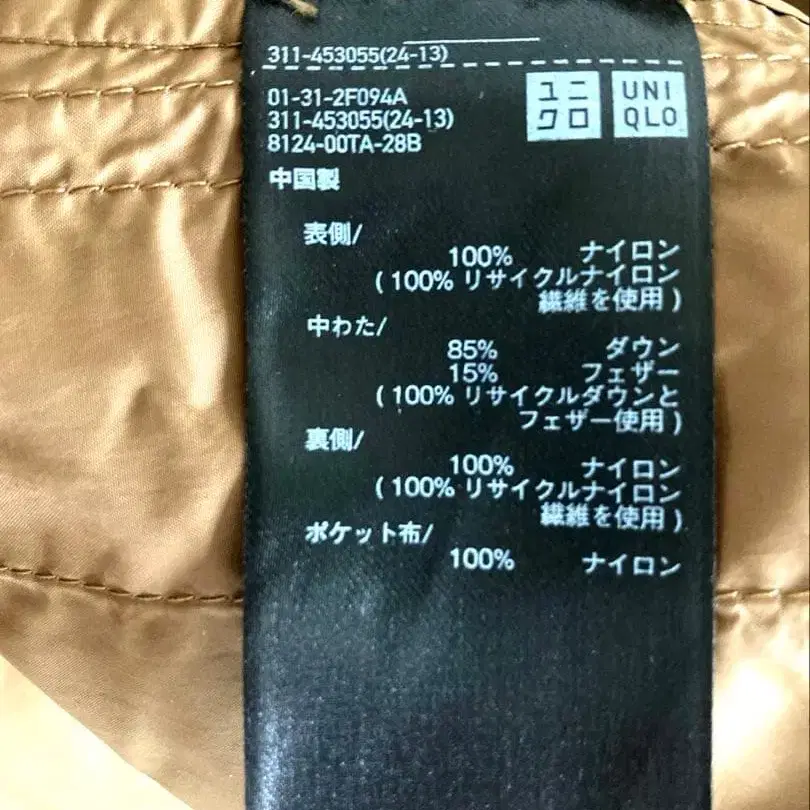 311-453055(24-13)
ユニ
クロ
UNI
QLO
01-31-2F094A
311-453055(24-13)
8124-00TA-28B
中国製
表側/
100% ナイロン
( 100% リサイクルナイロン
繊維を使用 )
中わた/
85% ダウン
15% フェザー
( 100% リサイクルダウンと
フェザー使用 )
裏側/
100% ナイロン
( 100% リサイクルナイロン
繊維を使用 )
ポケット布/
100% ナイロン